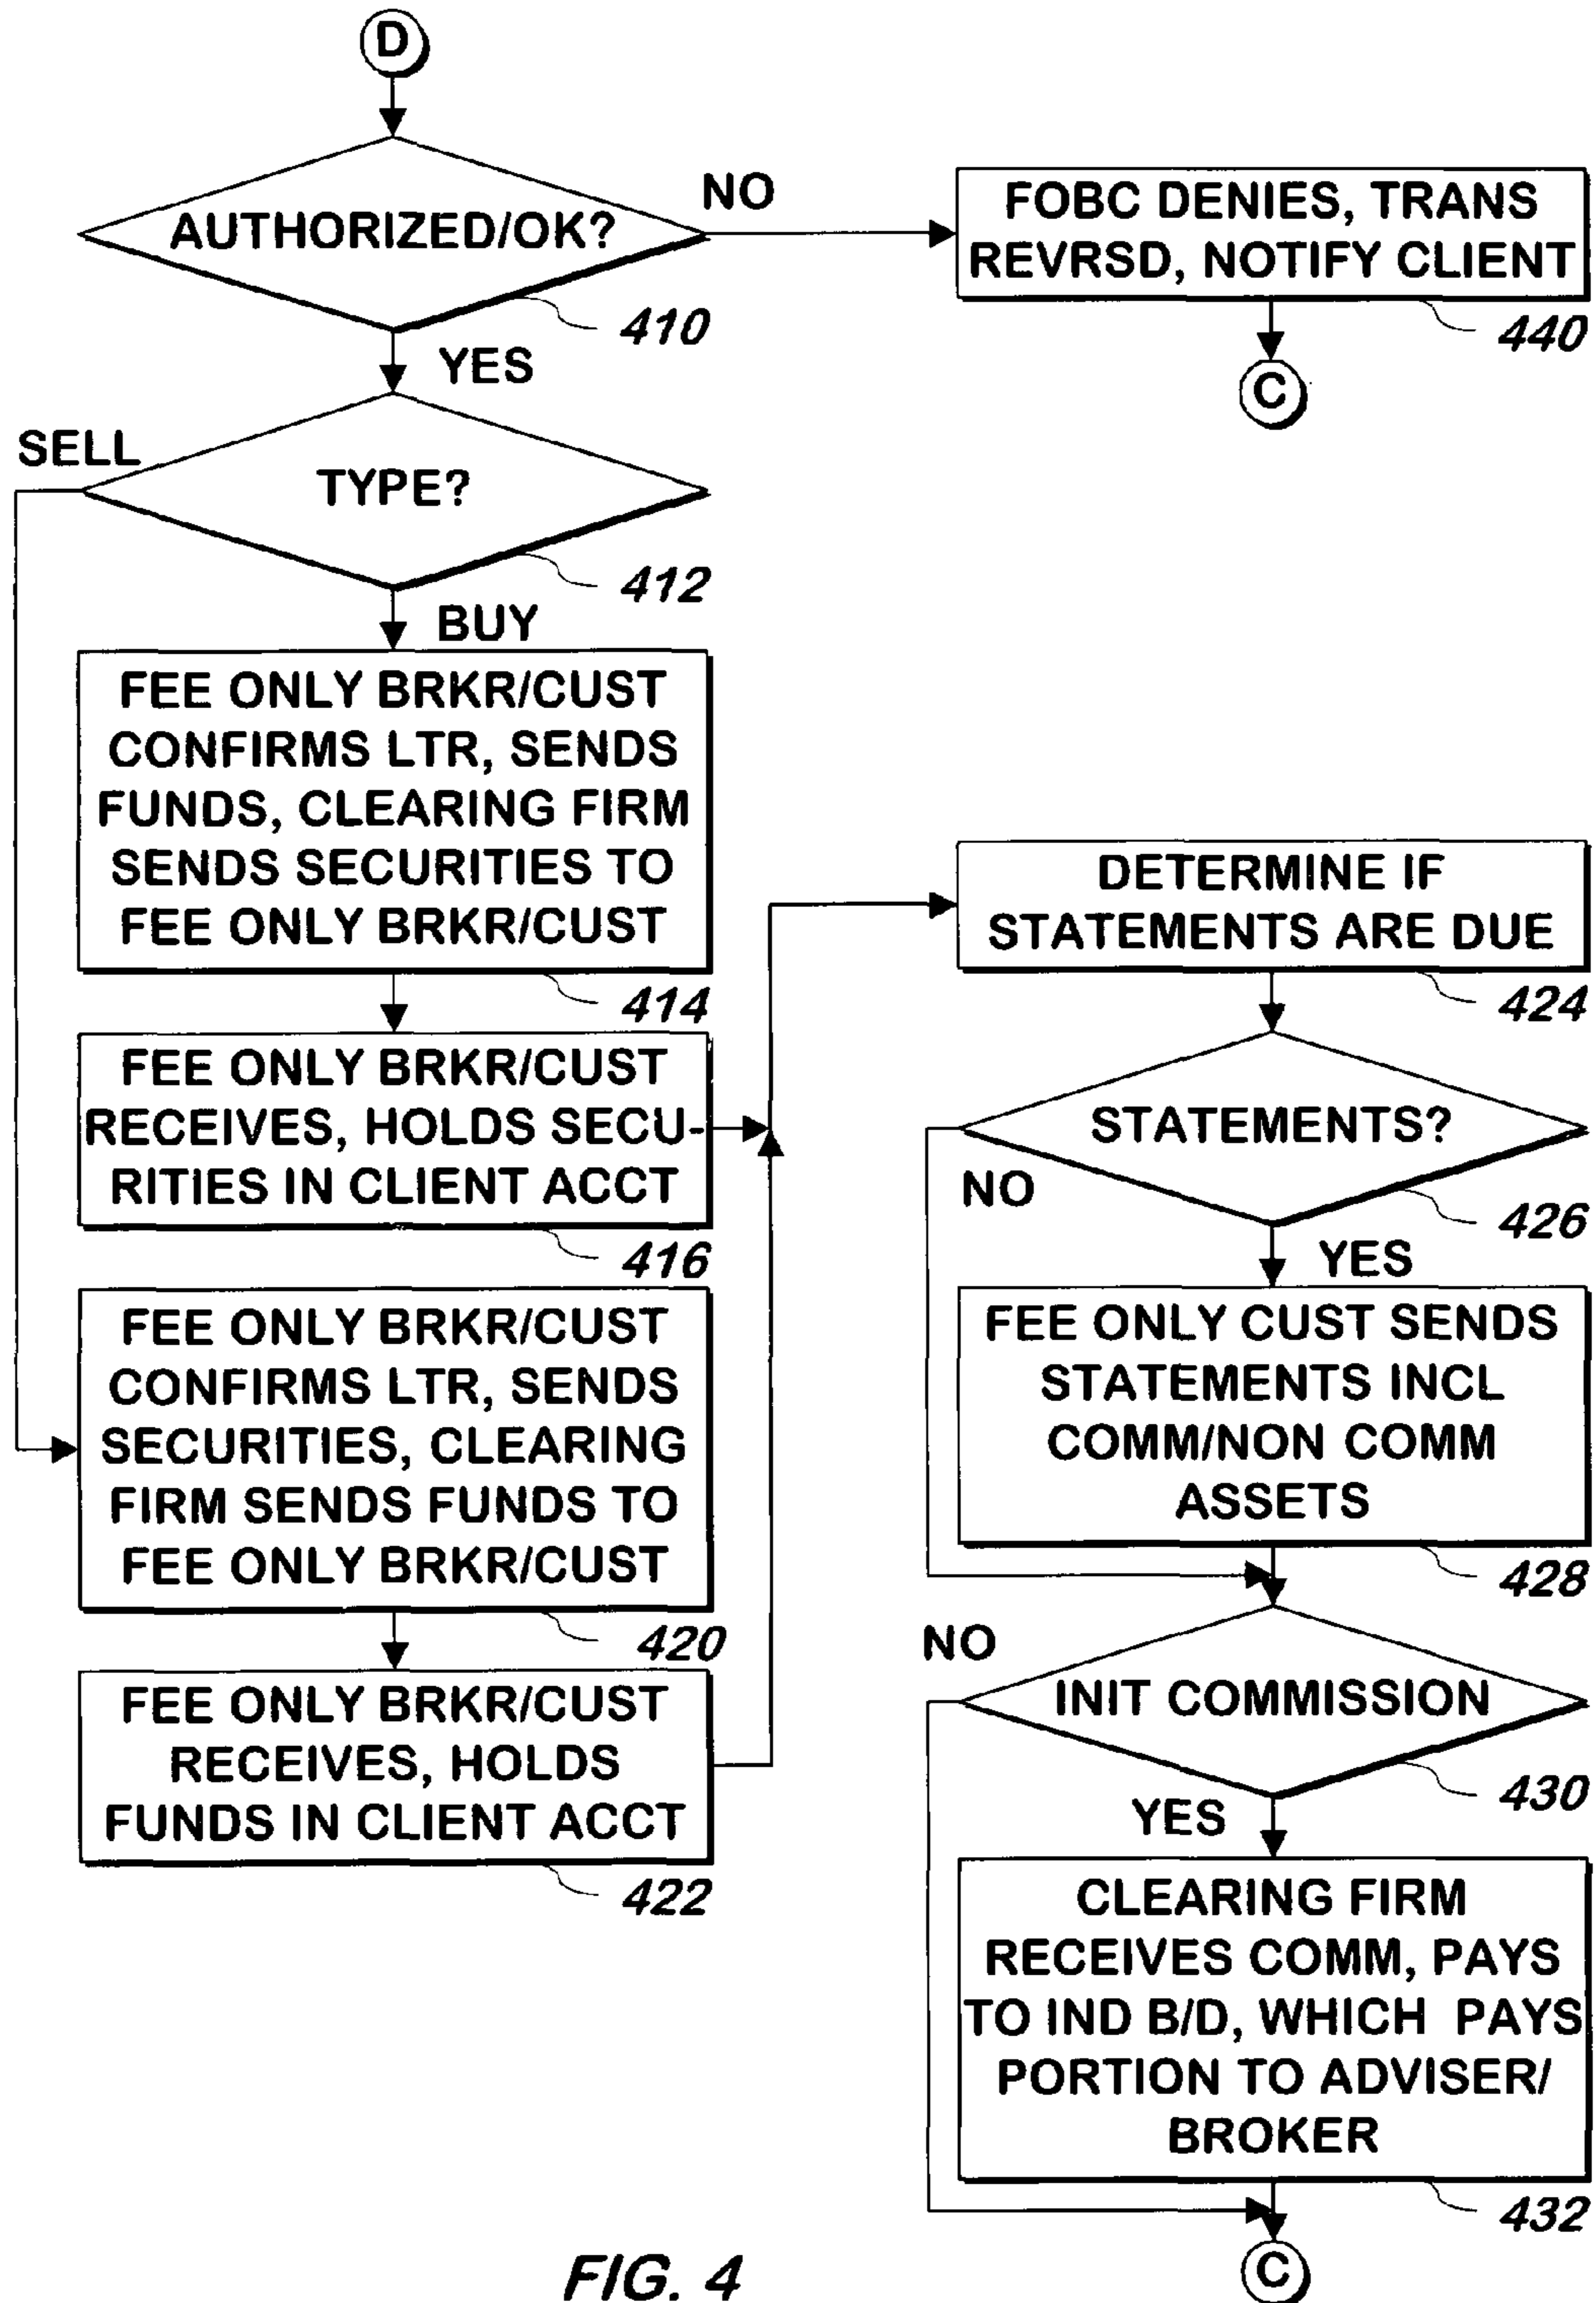 D
AUTHORIZED/OK?
NO
410
YES
FOBC DENIES, TRANS
REVRSD, NOTIFY CLIENT
440
C
SELL
TYPE?
412
BUY
FEE ONLY BRKR/CUST
CONFIRMS LTR, SENDS
FUNDS, CLEARING FIRM
SENDS SECURITIES TO
FEE ONLY BRKR/CUST
414
FEE ONLY BRKR/CUST
RECEIVES, HOLDS SECU-
RITIES IN CLIENT ACCT
416
FEE ONLY BRKR/CUST
CONFIRMS LTR, SENDS
SECURITIES, CLEARING
FIRM SENDS FUNDS TO
FEE ONLY BRKR/CUST
420
FEE ONLY BRKR/CUST
RECEIVES, HOLDS
FUNDS IN CLIENT ACCT
422
DETERMINE IF
STATEMENTS ARE DUE
424
STATEMENTS?
NO
426
YES
FEE ONLY CUST SENDS
STATEMENTS INCL
COMM/NON COMM
ASSETS
428
NO
INIT COMMISSION
430
YES
CLEARING FIRM
RECEIVES COMM, PAYS
TO IND B/D, WHICH PAYS
PORTION TO ADVISER/
BROKER
432
C
FIG. 4